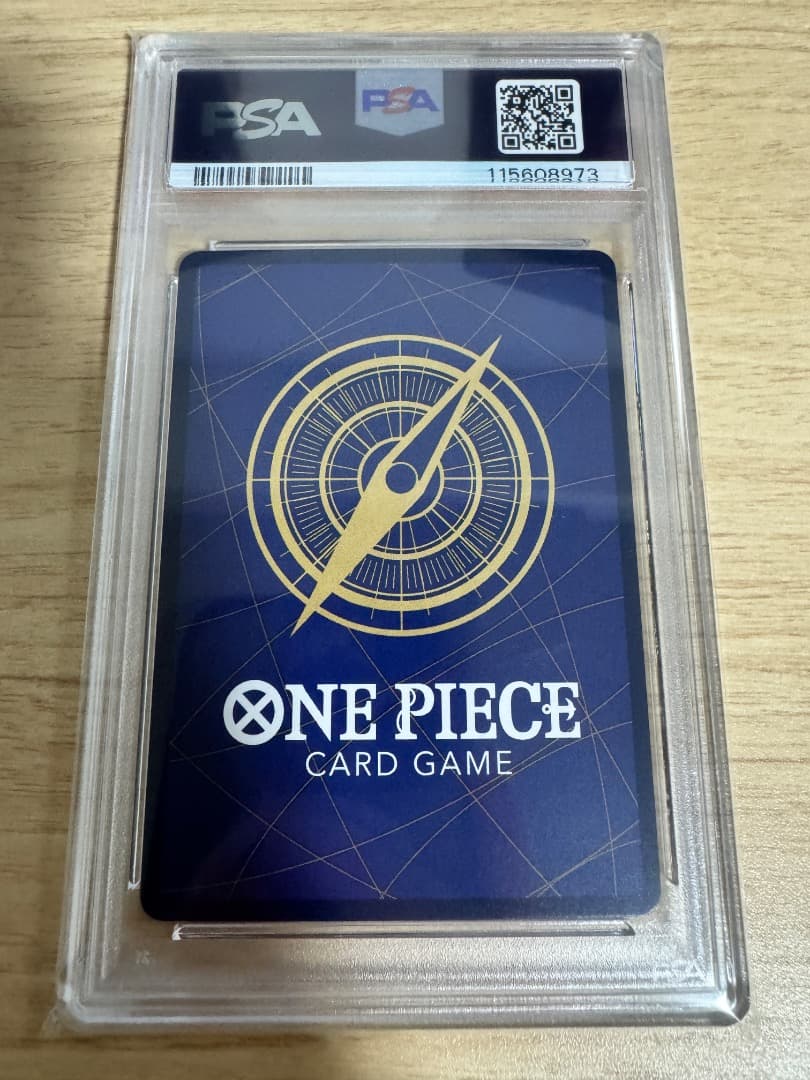 PSA PSA
115608973
ONE PIECE
CARD GAME